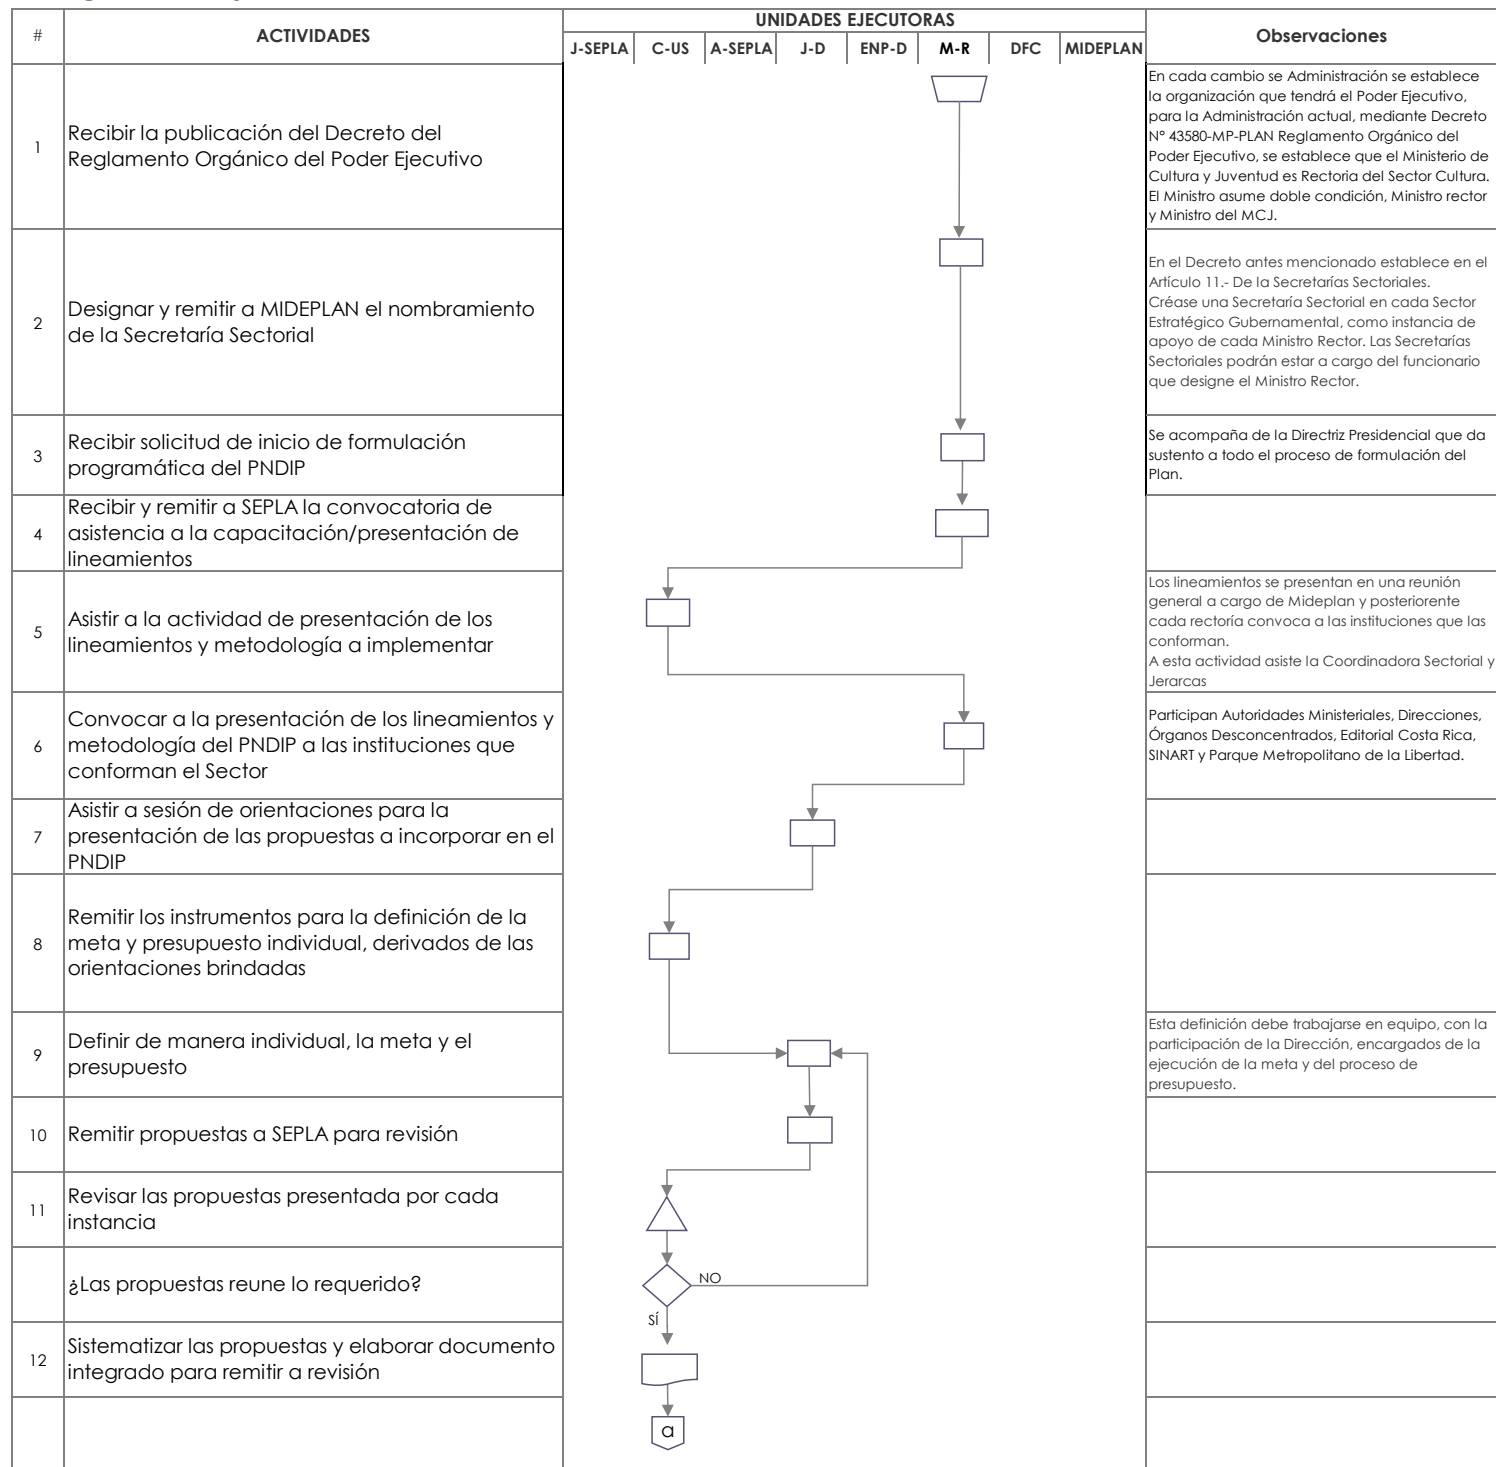 #
ACTIVIDADES
UNIDADES EJECUTORAS
Observaciones
J-SEPLA
C-US
A-SEPLA
J-D
ENP-D
M-R
DFC
MIDEPLAN
1
Recibir la publicación del Decreto del
Reglamento Orgánico del Poder Ejecutivo
En cada cambio se Administración se establece
la organización que tendrá el Poder Ejecutivo,
para la Administración actual, mediante Decreto
N° 43580-MP-PLAN Reglamento Orgánico del
Poder Ejecutivo, se establece que el Ministerio de
Cultura y Juventud es Rectoria del Sector Cultura.
El Ministro asume doble condición, Ministro rector
y Ministro del MCJ.
2
Designar y remitir a MIDEPLAN el nombramiento
de la Secretaría Sectorial
En el Decreto antes mencionado establece en el
Artículo 11.- De la Secretarías Sectoriales.
Créase una Secretaría Sectorial en cada Sector
Estratégico Gubernamental, como instancia de
apoyo de cada Ministro Rector. Las Secretarías
Sectoriales podrán estar a cargo del funcionario
que designe el Ministro Rector.
3
Recibir solicitud de inicio de formulación
programática del PNDIP
Se acompaña de la Directriz Presidencial que da
sustento a todo el proceso de formulación del
Plan.
4
Recibir y remitir a SEPLA la convocatoria de
asistencia a la capacitación/presentación de
lineamientos
5
Asistir a la actividad de presentación de los
lineamientos y metodología a implementar
Los lineamientos se presentan en una reunión
general a cargo de Mideplan y posteriorente
cada rectoría convoca a las instituciones que las
conforman.
A esta actividad asiste la Coordinadora Sectorial y
Jerarcas
6
Convocar a la presentación de los lineamientos y
metodología del PNDIP a las instituciones que
conforman el Sector
Participan Autoridades Ministeriales, Direcciones,
Órganos Desconcentrados, Editorial Costa Rica,
SINART y Parque Metropolitano de la Libertad.
7
Asistir a sesión de orientaciones para la
presentación de las propuestas a incorporar en el
PNDIP
8
Remitir los instrumentos para la definición de la
meta y presupuesto individual, derivados de las
orientaciones brindadas
9
Definir de manera individual, la meta y el
presupuesto
Esta definición debe trabajarse en equipo, con la
participación de la Dirección, encargados de la
ejecución de la meta y del proceso de
presupuesto.
10
Remitir propuestas a SEPLA para revisión
11
Revisar las propuestas presentada por cada
instancia
¿Las propuestas reune lo requerido?
NO
SÍ
12
Sistematizar las propuestas y elaborar documento
integrado para remitir a revisión
a